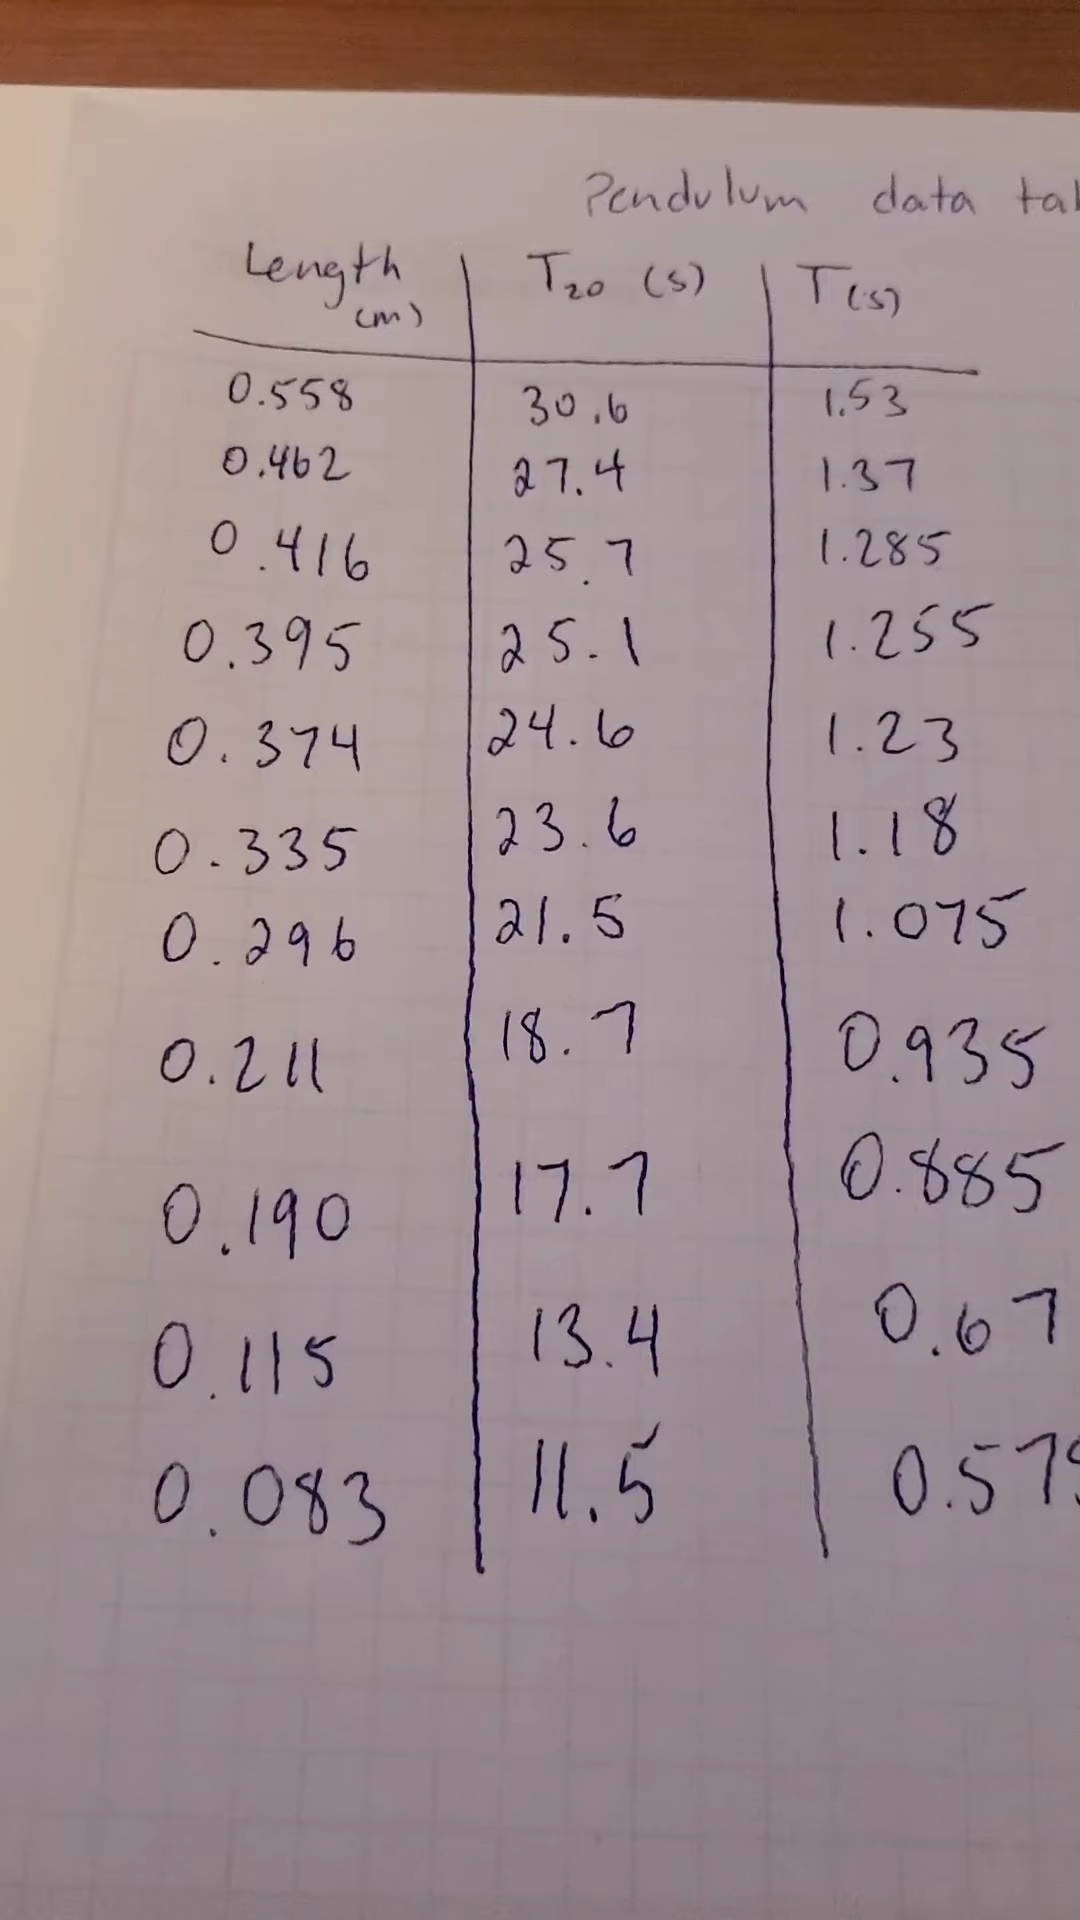 Pendulum data
Length (m) T20 (s) T(s)
0.558 30.6 1.53
0.462 27.4 1.37
0.416 25.7 1.285
0.395 25.1 1.255
0.374 24.6 1.23
0.335 23.6 1.18
0.296 21.5 1.075
0.211 18.7 0.935
0.190 17.7 0.885
0.115 13.4 0.67
0.083 11.5